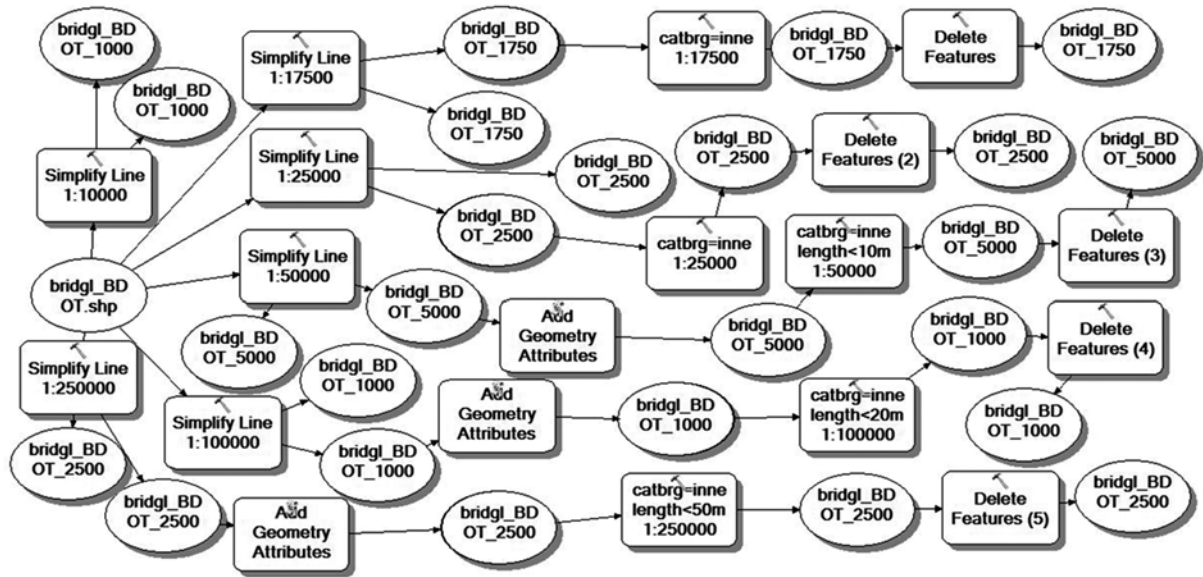 bridgl_BD
OT_1000
bridgl_BD
OT_1000
Simplify Line
1:10000
bridgl_BD
OT.shp
Simplify Line
1:17500
bridgl_BD
OT_1750
bridgl_BD
OT_1750
catbrg=inne
1:17500
bridgl_BD
OT_1750
Delete
Features
bridgl_BD
OT_1750
Simplify Line
1:25000
bridgl_BD
OT_2500
bridgl_BD
OT_2500
catbrg=inne
1:25000
bridgl_BD
OT_2500
Delete
Features (2)
bridgl_BD
OT_2500
Simplify Line
1:50000
bridgl_BD
OT_5000
bridgl_BD
OT_5000
Add
Geometry
Attributes
bridgl_BD
OT_5000
catbrg=inne
length<10m
1:50000
bridgl_BD
OT_5000
Delete
Features (3)
bridgl_BD
OT_5000
Simplify Line
1:100000
bridgl_BD
OT_1000
bridgl_BD
OT_1000
Add
Geometry
Attributes
bridgl_BD
OT_1000
catbrg=inne
length<20m
1:100000
bridgl_BD
OT_1000
Delete
Features (4)
bridgl_BD
OT_1000
Simplify Line
1:250000
bridgl_BD
OT_2500
bridgl_BD
OT_2500
Add
Geometry
Attributes
bridgl_BD
OT_2500
catbrg=inne
length<50m
1:250000
bridgl_BD
OT_2500
Delete
Features (5)
bridgl_BD
OT_2500